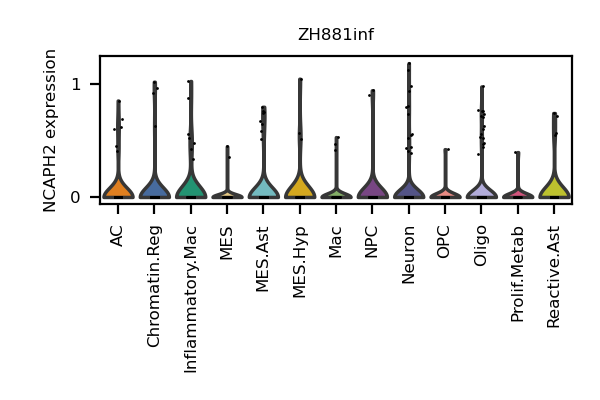 ZH881inf
NCAPH2 expression
1
0
AC
Chromatin.Reg
Inflammatory.Mac
MES
MES.Ast
MES.Hyp
Mac
NPC
Neuron
OPC
Oligo
Prolif.Metab
Reactive.Ast